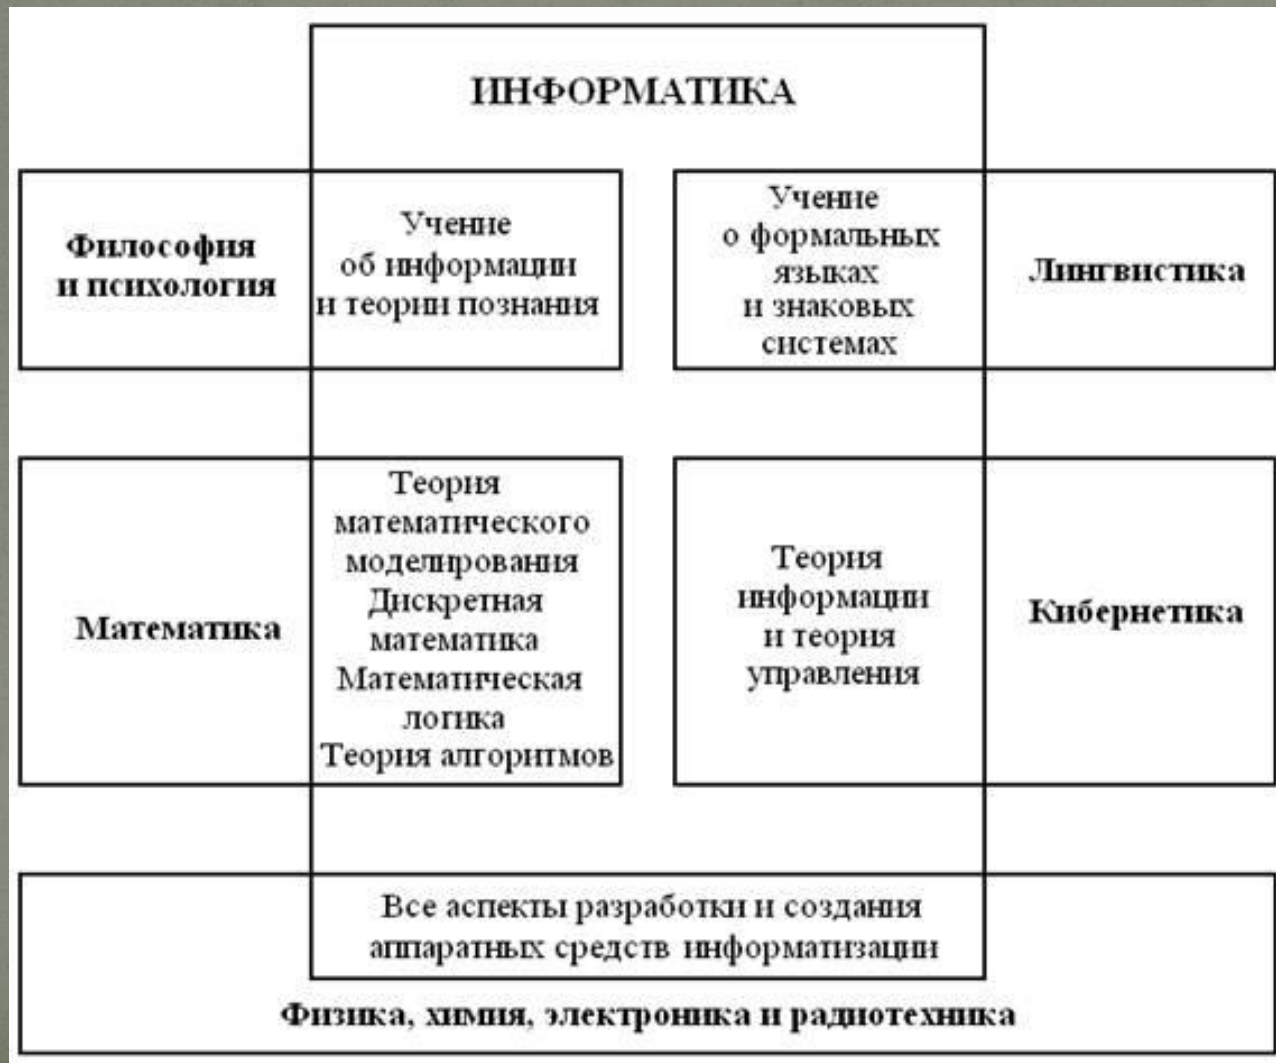 ИНФОРМАТИКА
Философия
и психология
Учение
об информации
и теории познания
Учение
о формальных
языках
и знаковых
системах
Лингвистика
Математика
Теория
математического
моделирования
Дискретная
математика
Математическая
логика
Теория алгоритмов
Теория
информации
и теория
управления
Кибернетика
Все аспекты разработки и создания
аппаратных средств информатизации
Физика, химия, электроника и радиотехника